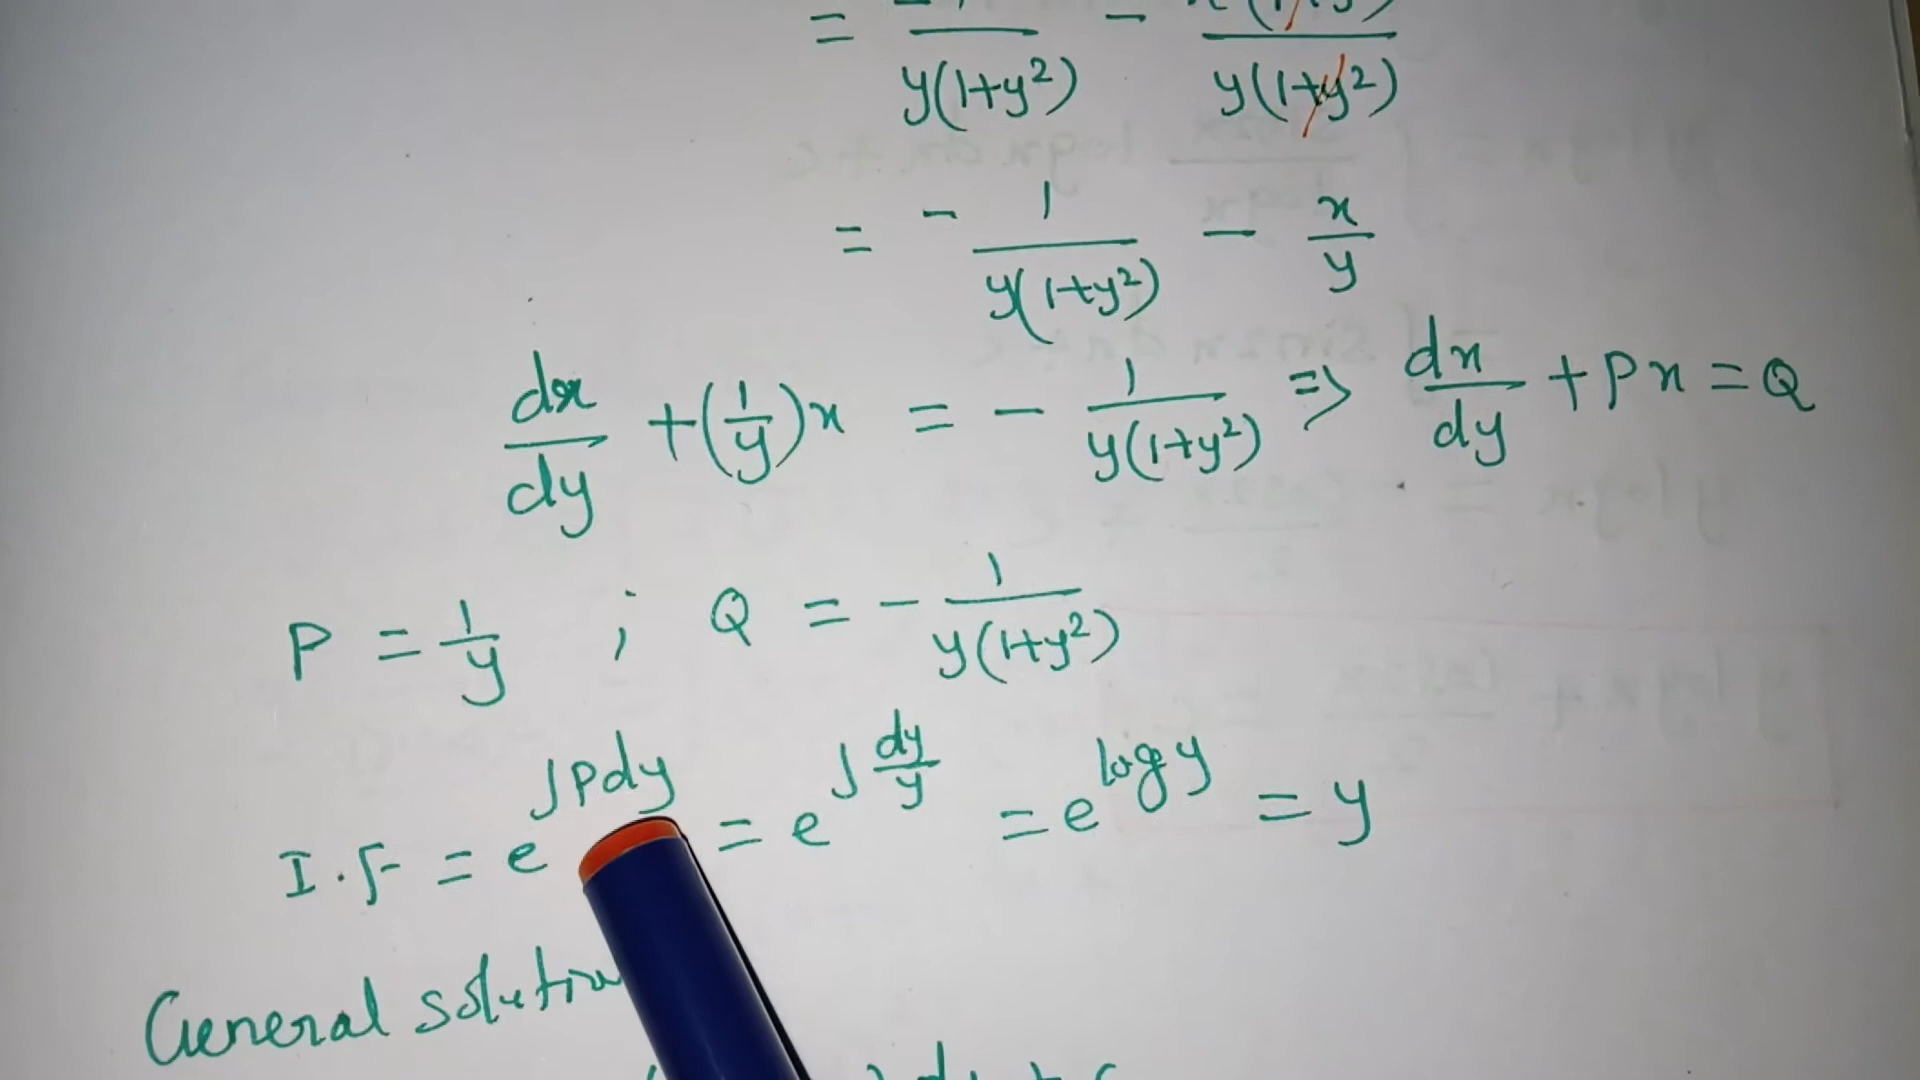 = / y(1+y²) - / y(1+y²)
= - 1/y(1+y²) - x/y
dx/dy + (1/y)x = - 1/y(1+y²) => dx/dy + Px = Q
P = 1/y ; Q = - 1/y(1+y²)
I.F = e^∫Pdy = e^∫dy/y = e^log y = y
General solution